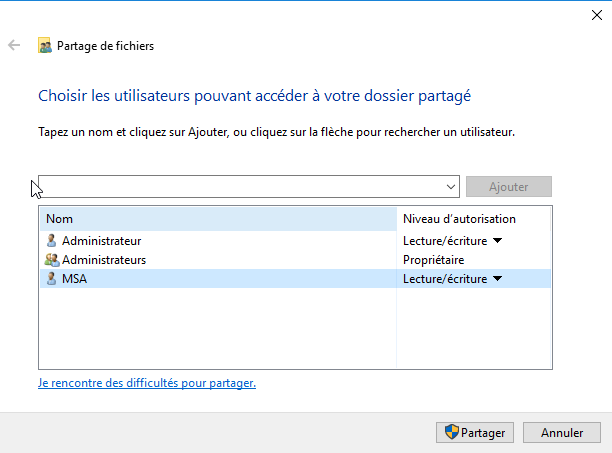 Partage de fichiers
Choisir les utilisateurs pouvant accéder à votre dossier partagé
Tapez un nom et cliquez sur Ajouter, ou cliquez sur la flèche pour rechercher un utilisateur.
Ajouter
Nom Niveau d'autorisation
Administrateur Lecture/écriture
Administrateurs Propriétaire
MSA Lecture/écriture
Je rencontre des difficultés pour partager.
Partager Annuler